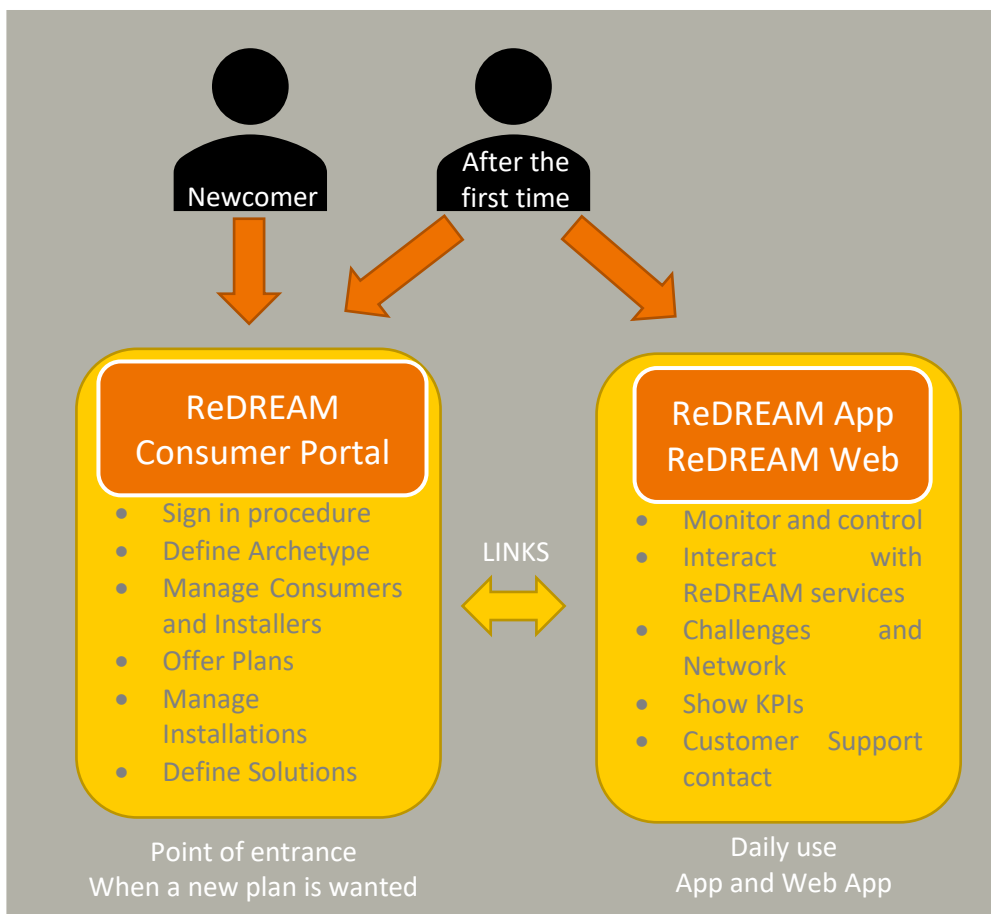 Newcomer
After the
first time
ReDREAM
Consumer Portal
● Sign in procedure
● Define Archetype
● Manage Consumers
and Installers
● Offer Plans
● Manage
Installations
● Define Solutions
LINKS
ReDREAM App
ReDREAM Web
● Monitor and control
● Interact with
ReDREAM services
● Challenges and
Network
● Show KPIs
● Customer Support
contact
Point of entrance
When a new plan is wanted
Daily use
App and Web App